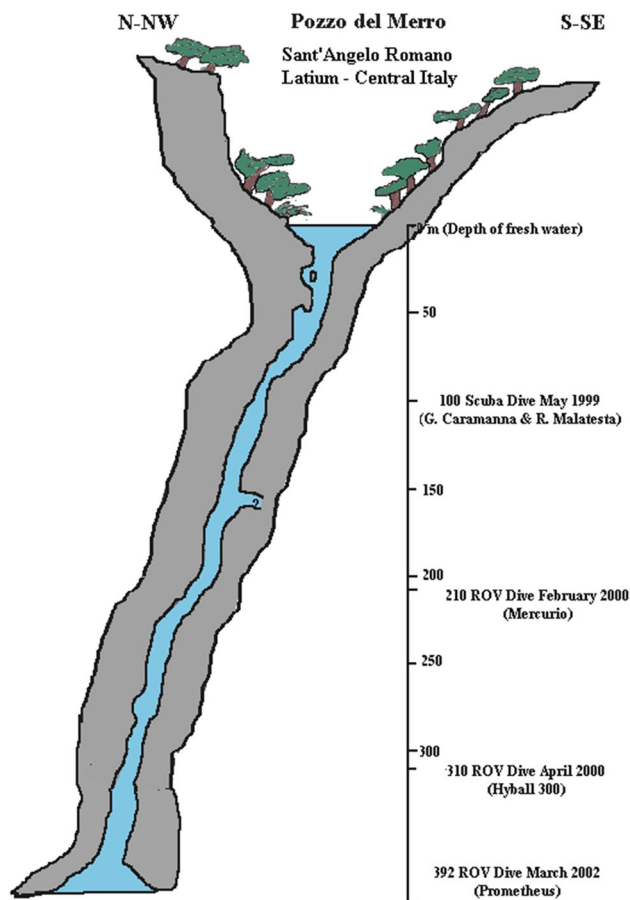 N-NW
Pozzo del Merro
S-SE
Sant'Angelo Romano
Latium - Central Italy
0 m (Depth of fresh water)
50
100 Scuba Dive May 1999
(G. Caramanna & R. Malatesta)
150
?
200
210 ROV Dive February 2000
(Mercurio)
250
300
310 ROV Dive April 2000
(Hyball 300)
392 ROV Dive March 2002
(Prometheus)